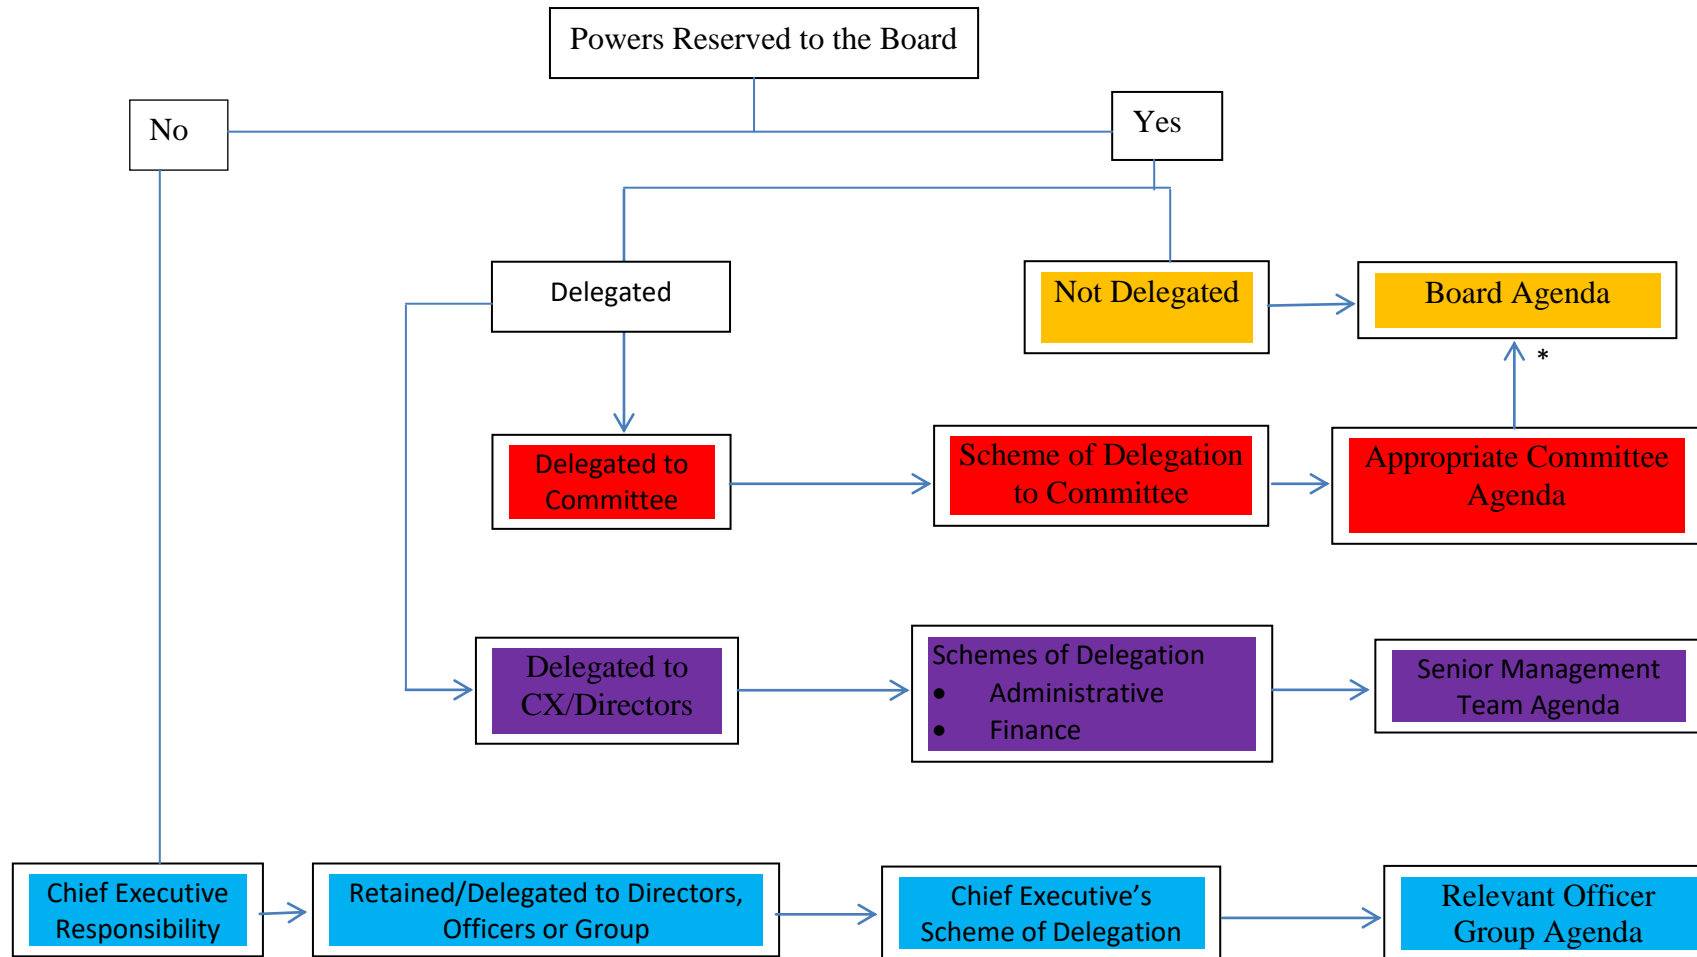 Powers Reserved to the Board
No
Yes
Delegated
Not Delegated
Board Agenda
*
Delegated to
Committee
Scheme of Delegation
to Committee
Appropriate Committee
Agenda
Delegated to
CX/Directors
Schemes of Delegation
• Administrative
• Finance
Senior Management
Team Agenda
Chief Executive
Responsibility
Retained/Delegated to Directors,
Officers or Group
Chief Executive’s
Scheme of Delegation
Relevant Officer
Group Agenda